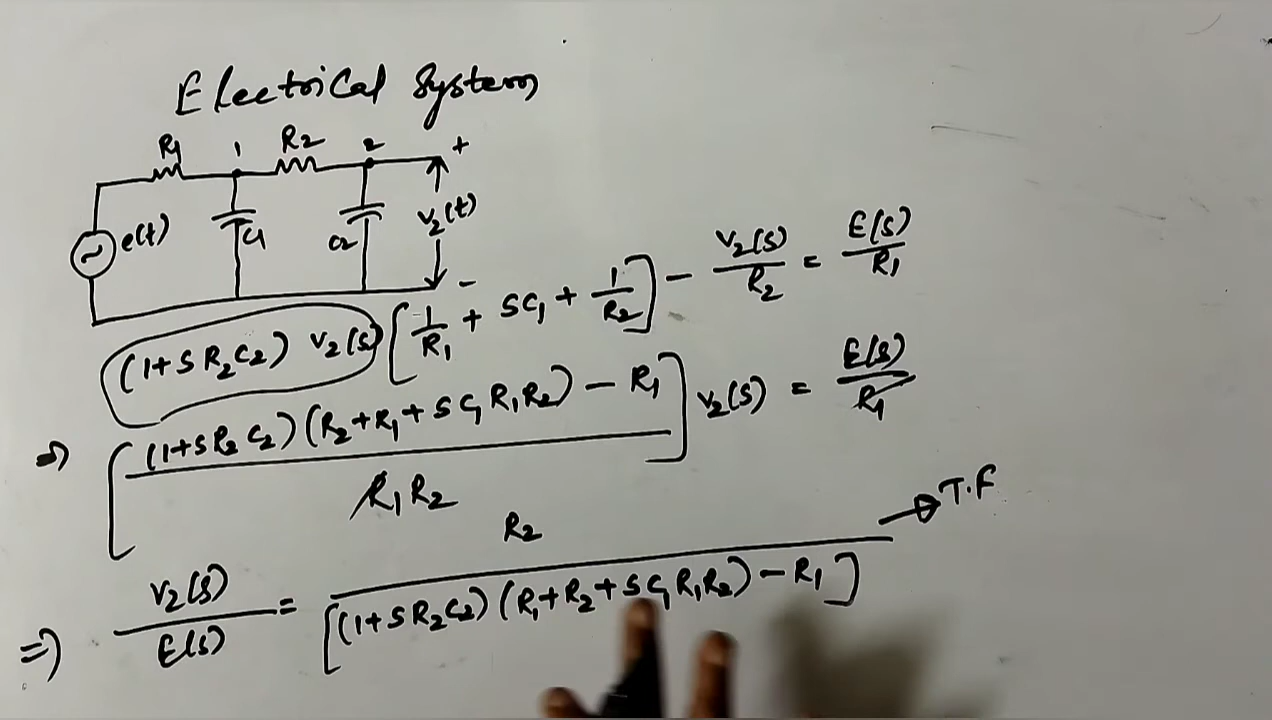 Electrical System
R1 1 R2 2 +
e(t) C1 C2 V2(t)
-
(1+SR2C2) V2(s) [1/R1 + SC1 + 1/R2] - V2(s)/R2 = E(s)/R1
⇒ [(1+SR2C2)(R2+R1+SC1R1R2) - R1 / R1R2] V2(s) = E(s)/R1
⇒ V2(s)/E(s) = R2 / [(1+SR2C2)(R1+R2+SC1R1R2) - R1] → T.F